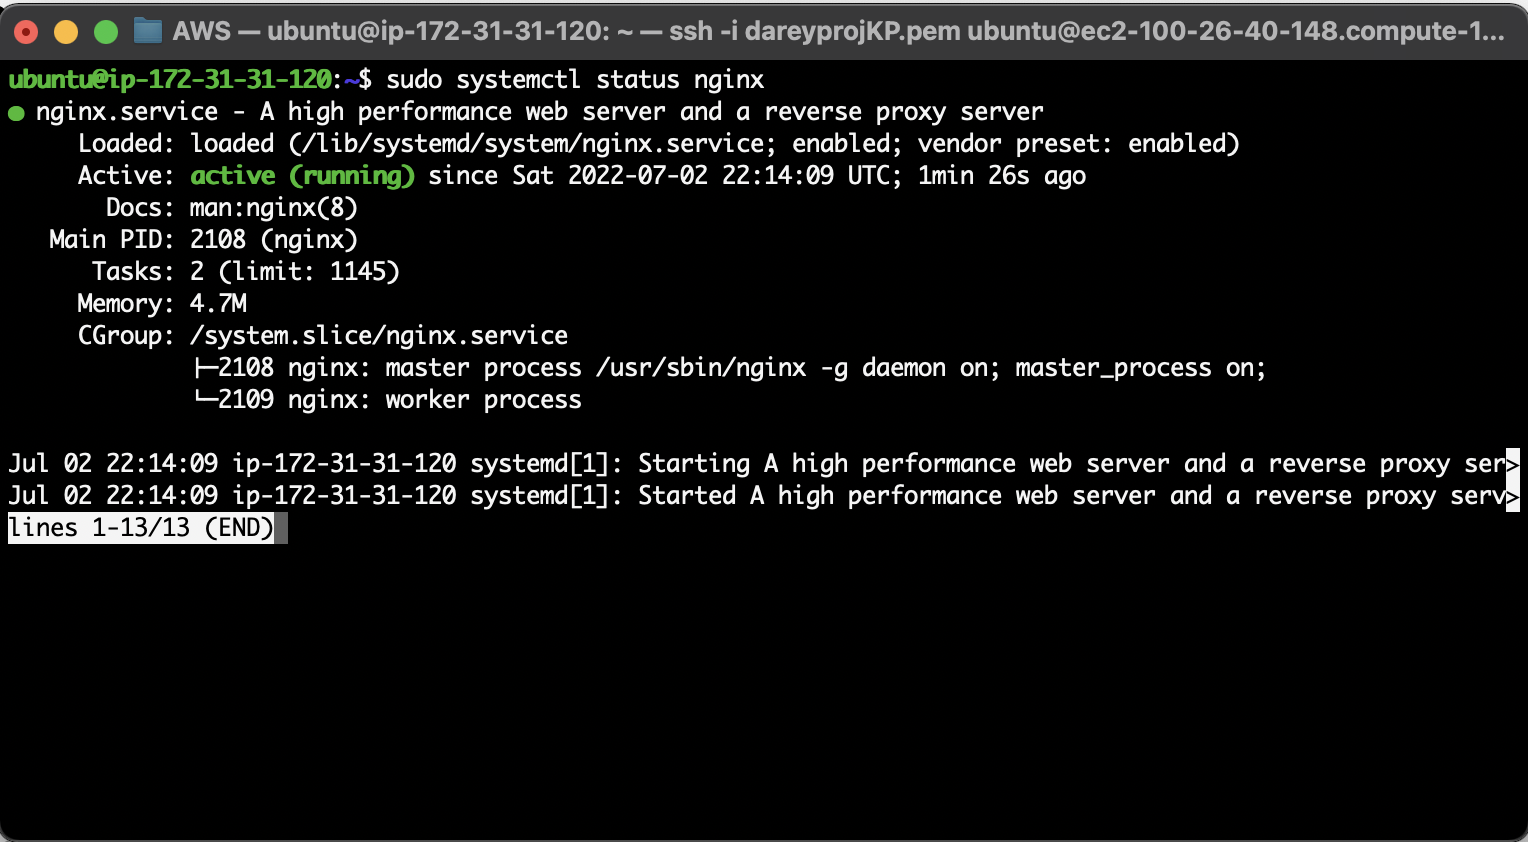 AWS — ubuntu@ip-172-31-31-120: ~ — ssh -i dareyprojKP.pem ubuntu@ec2-100-26-40-148.compute-1...
ubuntu@ip-172-31-31-120:~$ sudo systemctl status nginx
● nginx.service - A high performance web server and a reverse proxy server
     Loaded: loaded (/lib/systemd/system/nginx.service; enabled; vendor preset: enabled)
     Active: active (running) since Sat 2022-07-02 22:14:09 UTC; 1min 26s ago
       Docs: man:nginx(8)
   Main PID: 2108 (nginx)
      Tasks: 2 (limit: 1145)
     Memory: 4.7M
     CGroup: /system.slice/nginx.service
             ├─2108 nginx: master process /usr/sbin/nginx -g daemon on; master_process on;
             └─2109 nginx: worker process
Jul 02 22:14:09 ip-172-31-31-120 systemd[1]: Starting A high performance web server and a reverse proxy ser>
Jul 02 22:14:09 ip-172-31-31-120 systemd[1]: Started A high performance web server and a reverse proxy serv>
lines 1-13/13 (END)